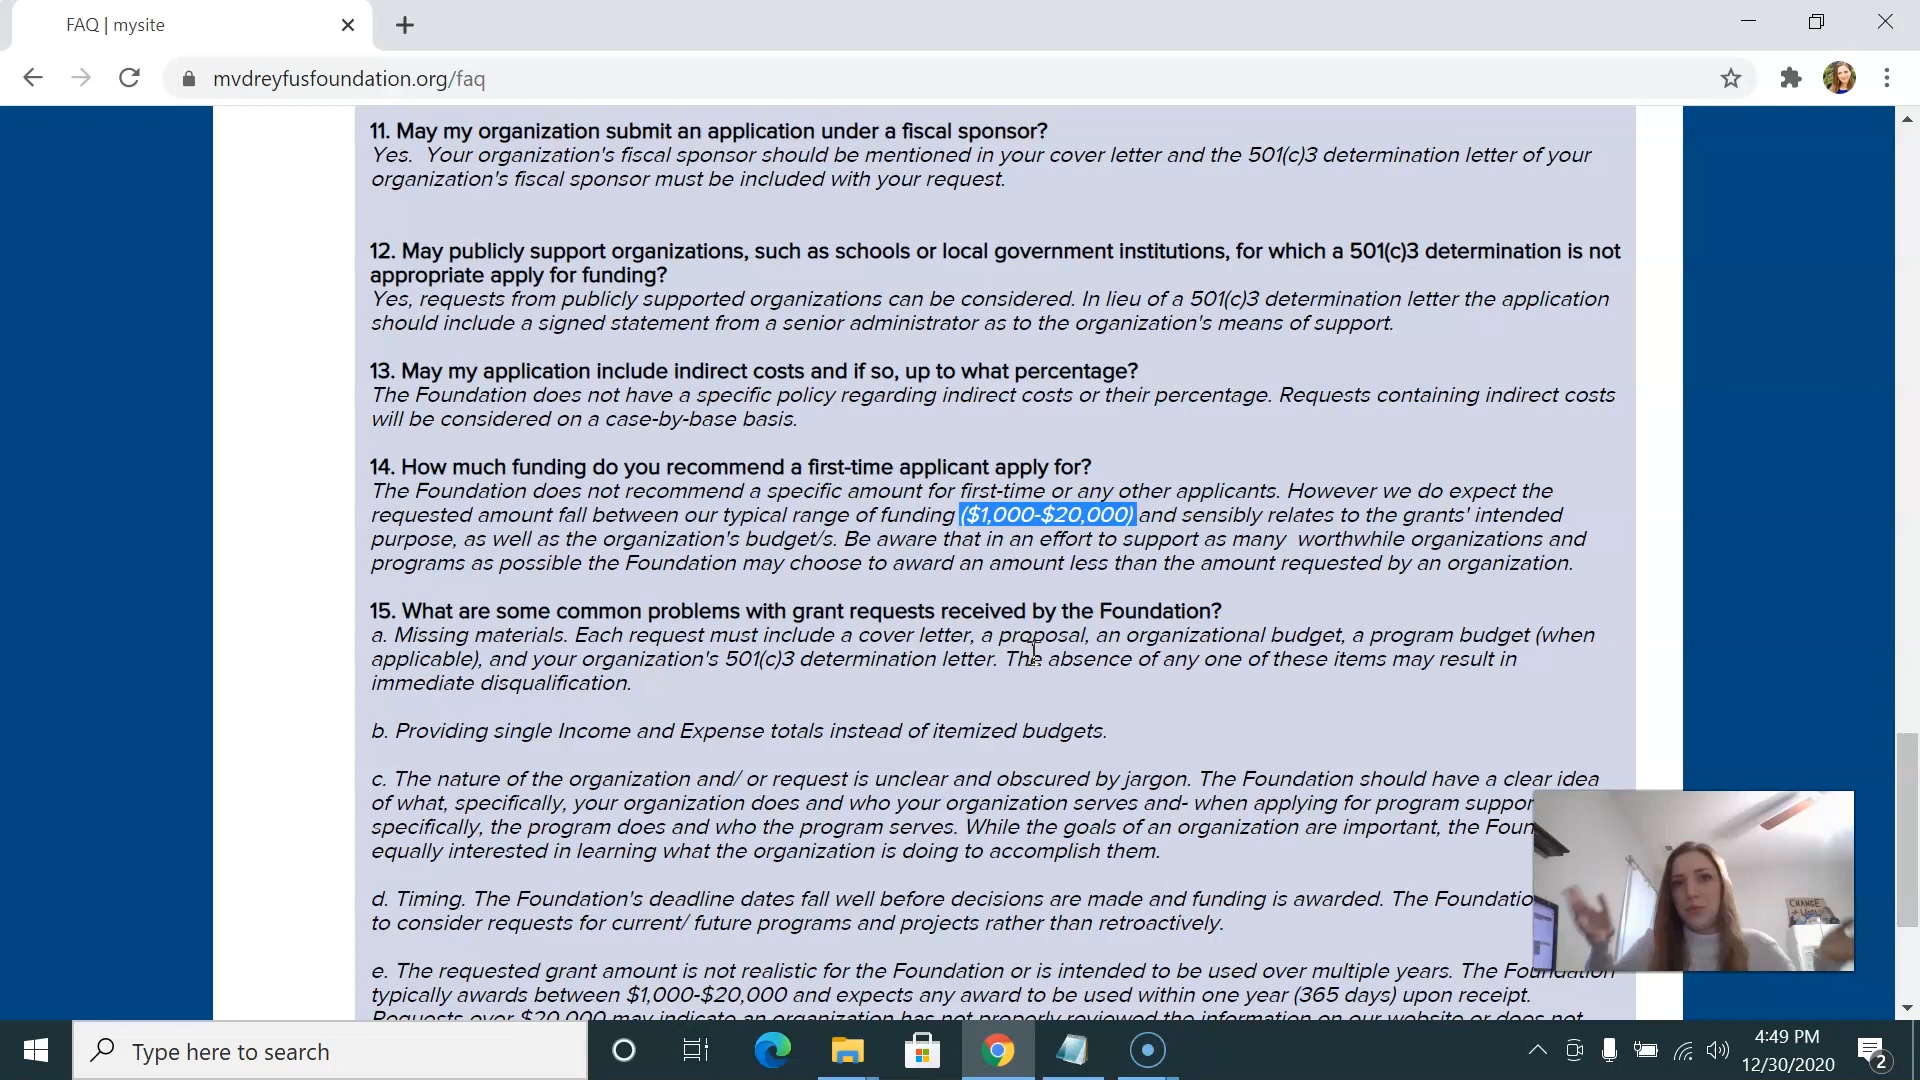 FAQ | mysite
mvdreyfusfoundation.org/faq
11. May my organization submit an application under a fiscal sponsor?
Yes. Your organization's fiscal sponsor should be mentioned in your cover letter and the 501(c)3 determination letter of your
organization's fiscal sponsor must be included with your request.
12. May publicly support organizations, such as schools or local government institutions, for which a 501(c)3 determination is not
appropriate apply for funding?
Yes, requests from publicly supported organizations can be considered. In lieu of a 501(c)3 determination letter the application
should include a signed statement from a senior administrator as to the organization's means of support.
13. May my application include indirect costs and if so, up to what percentage?
The Foundation does not have a specific policy regarding indirect costs or their percentage. Requests containing indirect costs
will be considered on a case-by-base basis.
14. How much funding do you recommend a first-time applicant apply for?
The Foundation does not recommend a specific amount for first-time or any other applicants. However we do expect the
requested amount fall between our typical range of funding ($1,000-$20,000) and sensibly relates to the grants' intended
purpose, as well as the organization's budget/s. Be aware that in an effort to support as many worthwhile organizations and
programs as possible the Foundation may choose to award an amount less than the amount requested by an organization.
15. What are some common problems with grant requests received by the Foundation?
a. Missing materials. Each request must include a cover letter, a proposal, an organizational budget, a program budget (when
applicable), and your organization's 501(c)3 determination letter. The absence of any one of these items may result in
immediate disqualification.
b. Providing single Income and Expense totals instead of itemized budgets.
c. The nature of the organization and/ or request is unclear and obscured by jargon. The Foundation should have a clear idea
of what, specifically, your organization does and who your organization serves and- when applying for program suppor
specifically, the program does and who the program serves. While the goals of an organization are important, the Foun
equally interested in learning what the organization is doing to accomplish them.
d. Timing. The Foundation's deadline dates fall well before decisions are made and funding is awarded. The Foundatio
to consider requests for current/ future programs and projects rather than retroactively.
CHANGE
e. The requested grant amount is not realistic for the Foundation or is intended to be used over multiple years. The Foundation
typically awards between $1,000-$20,000 and expects any award to be used within one year (365 days) upon receipt.
Requests over $20,000 may indicate an organization has not properly reviewed the information on our website or does not
Type here to search
4:49 PM
12/30/2020
2